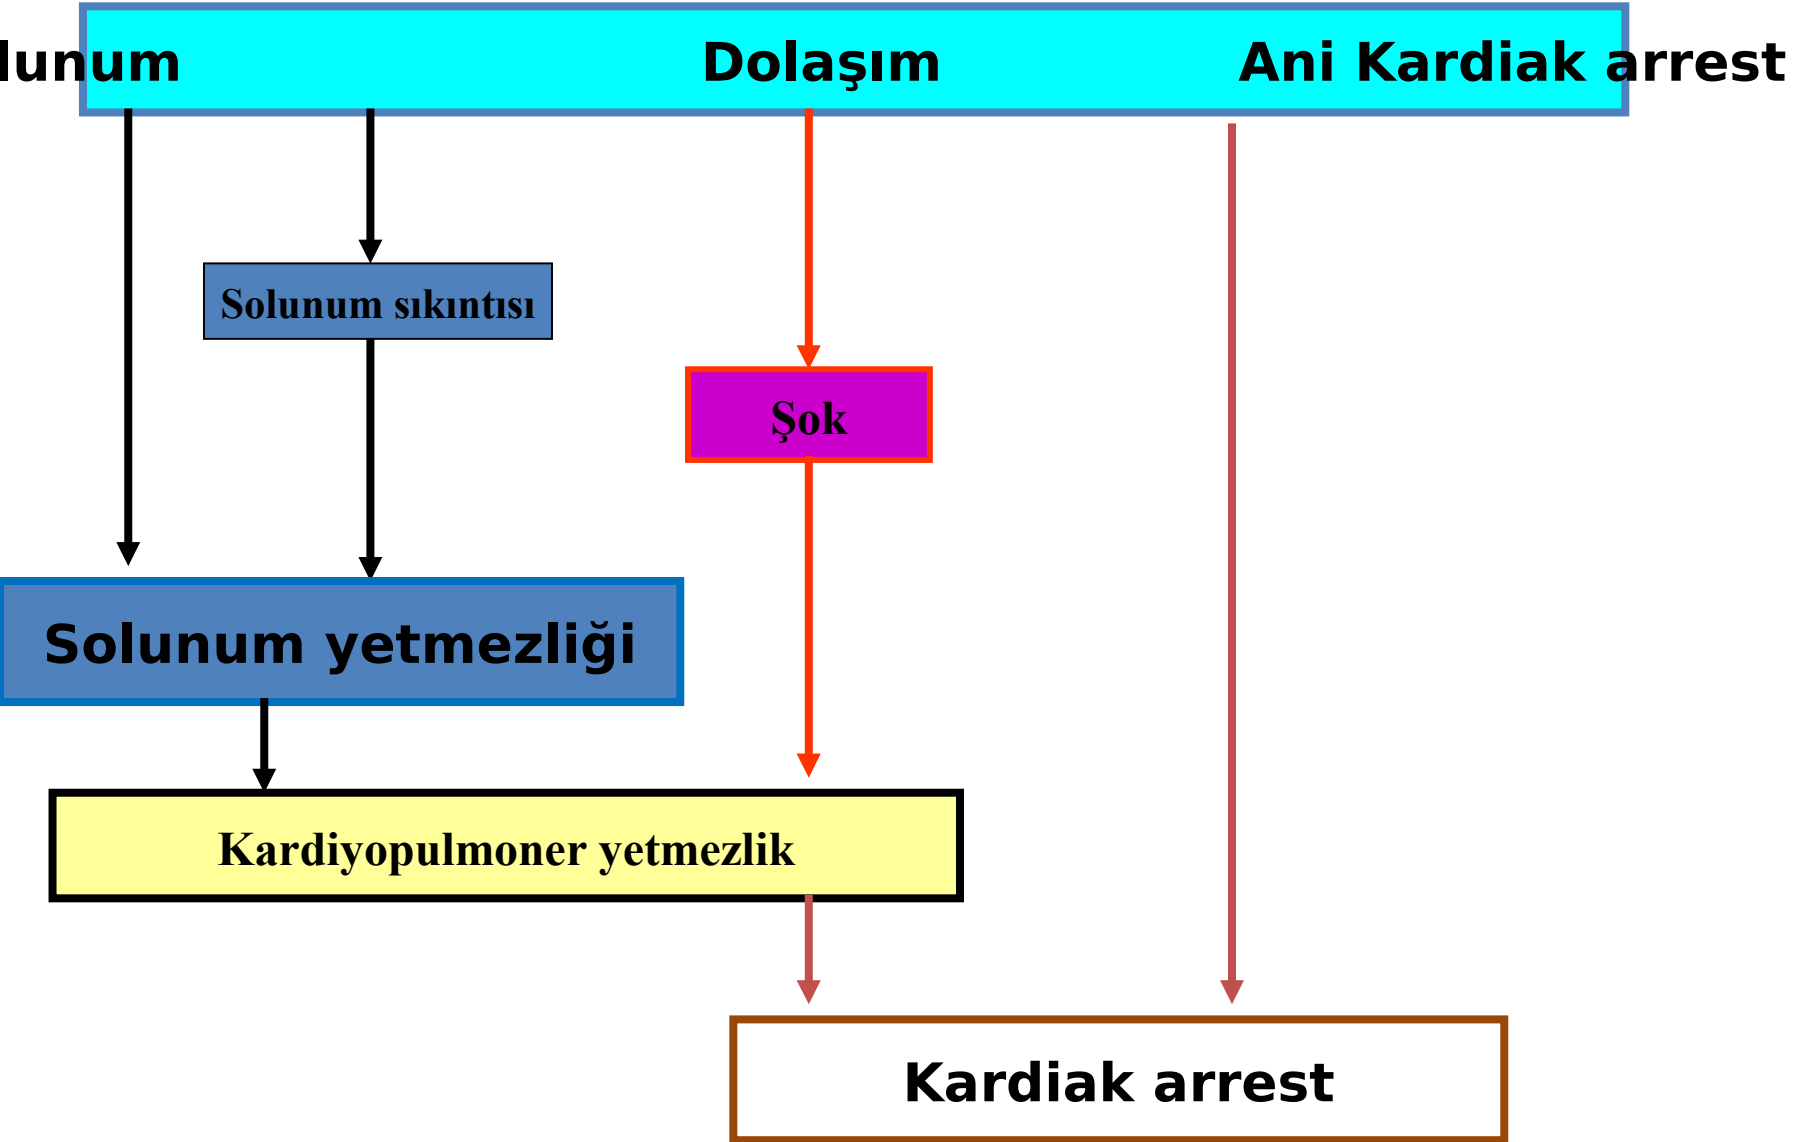 lunum Dolaşım Ani Kardiak arrest
Solunum sıkıntısı
Şok
Solunum yetmezliği
Kardiyopulmoner yetmezlik
Kardiak arrest